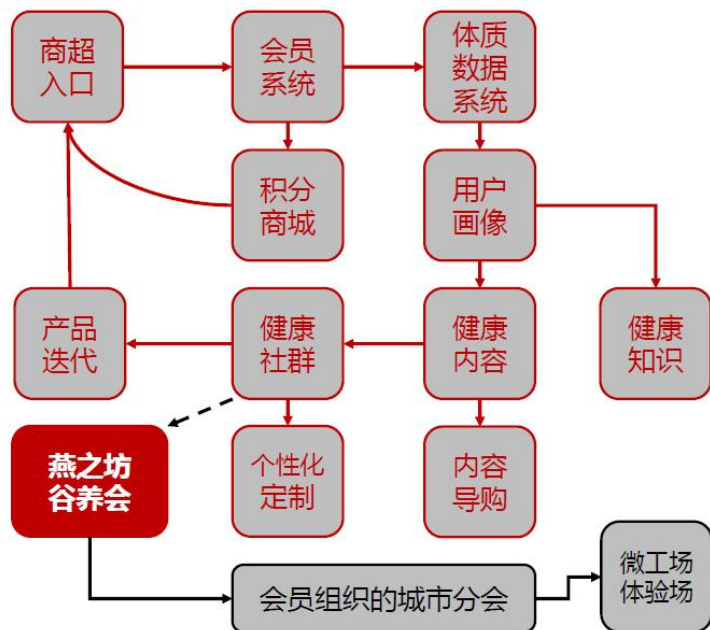 商超
入口
会员
系统
体质
数据
系统
积分
商城
用户
画像
产品
迭代
健康
社群
健康
内容
健康
知识
燕之坊
谷养会
个性化
定制
内容
导购
会员组织的城市分会
微工场
体验场